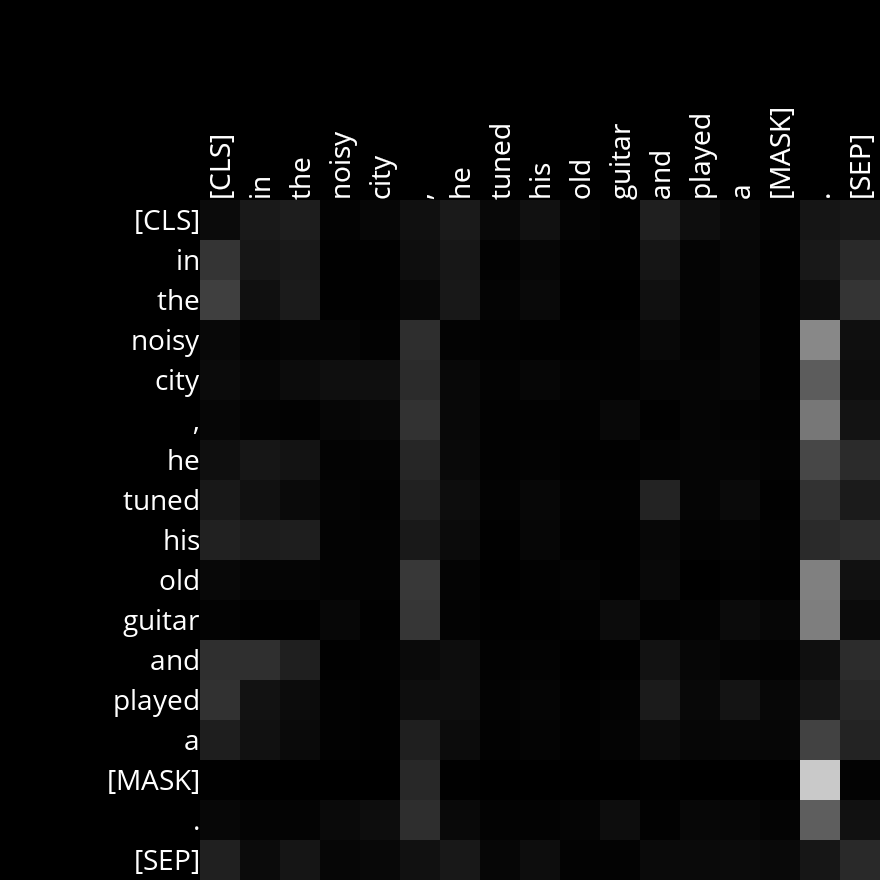 [CLS] in the noisy city , he tuned his old guitar and played a [MASK] . [SEP]
[CLS]
in
the
noisy
city
,
he
tuned
his
old
guitar
and
played
a
[MASK]
.
[SEP]